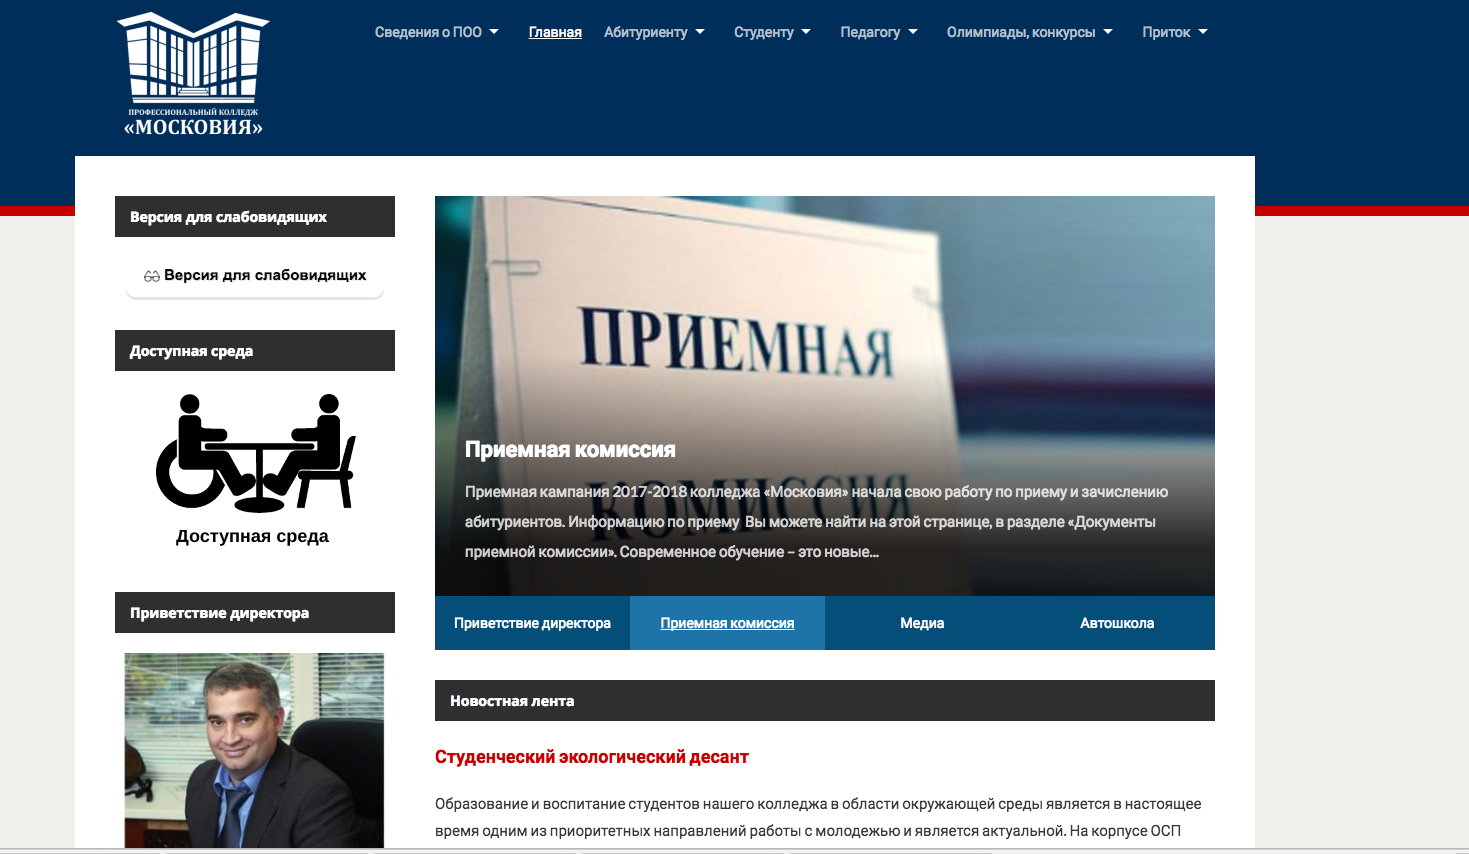 ПРОФЕССИОНАЛЬНЫЙ КОЛЛЕДЖ
«МОСКОВИЯ»
Сведения о ПОО
Главная
Абитуриенту
Студенту
Педагогу
Олимпиады, конкурсы
Приток
Версия для слабовидящих
Версия для слабовидящих
Доступная среда
Доступная среда
Приветствие директора
ПРИЕМНАЯ
КОМИССИЯ
Приемная комиссия
Приемная кампания 2017-2018 колледжа «Московия» начала свою работу по приему и зачислению
абитуриентов. Информацию по приему Вы можете найти на этой странице, в разделе «Документы
приемной комиссии». Современное обучение – это новые...
Приветствие директора
Приемная комиссия
Медиа
Автошкола
Новостная лента
Студенческий экологический десант
Образование и воспитание студентов нашего колледжа в области окружающей среды является в настоящее
время одним из приоритетных направлений работы с молодежью и является актуальной. На корпусе ОСП